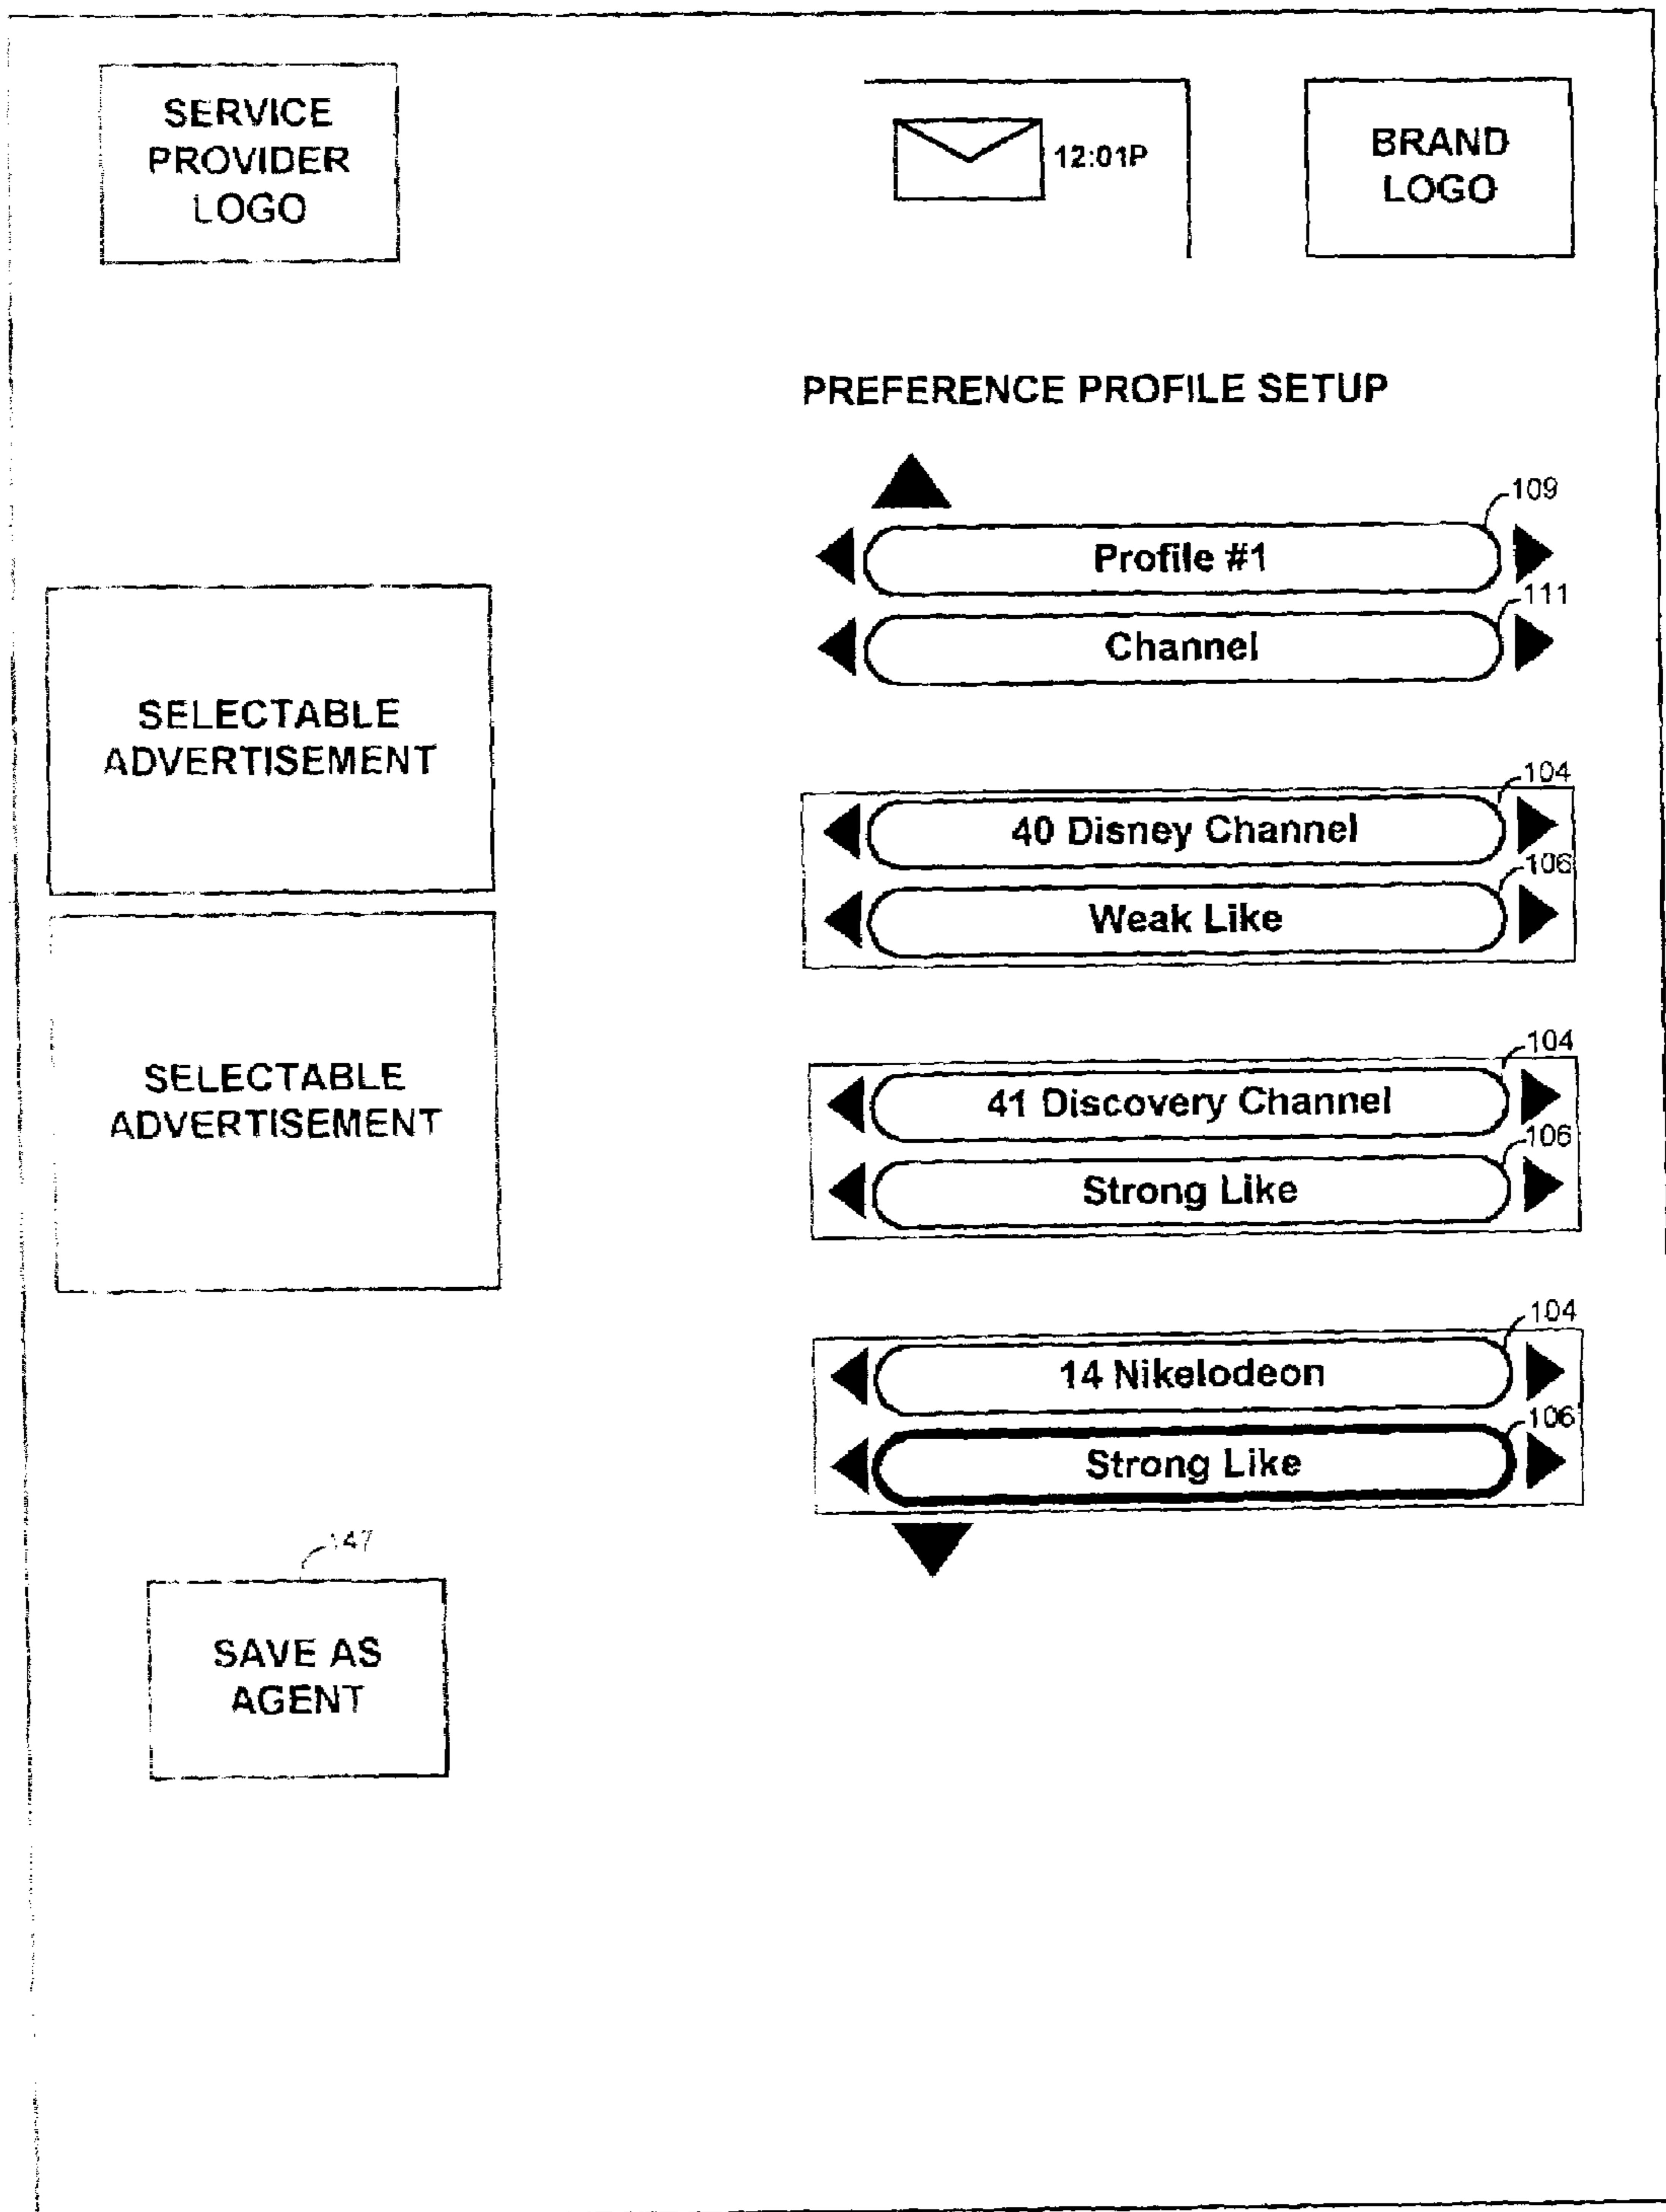 SERVICE
PROVIDER
LOGO
12:01P
BRAND
LOGO
PREFERENCE PROFILE SETUP
109
Profile #1
111
Channel
SELECTABLE
ADVERTISEMENT
104
40 Disney Channel
106
Weak Like
SELECTABLE
ADVERTISEMENT
104
41 Discovery Channel
106
Strong Like
104
14 Nikelodeon
106
Strong Like
147
SAVE AS
AGENT